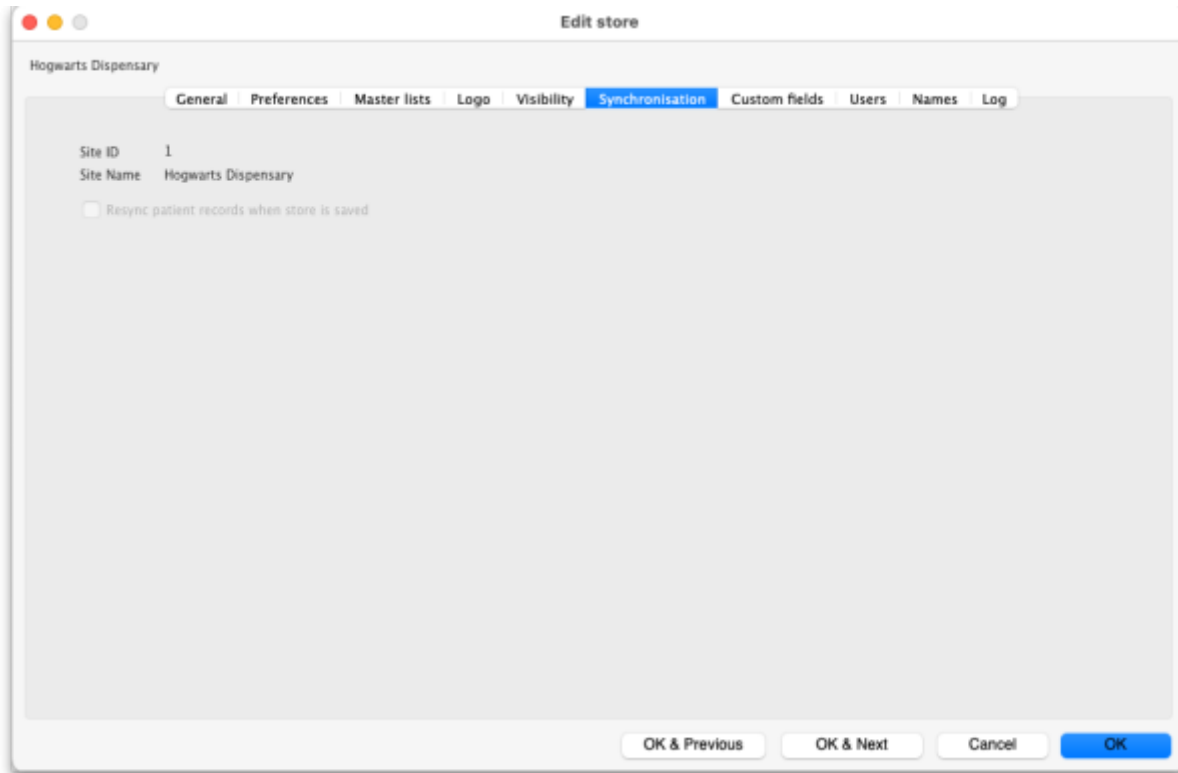 Edit store
Hogwarts Dispensary
General Preferences Master lists Logo Visibility Synchronisation Custom fields Users Names Log
Site ID 1
Site Name Hogwarts Dispensary
Resync patient records when store is saved
OK & Previous OK & Next Cancel OK